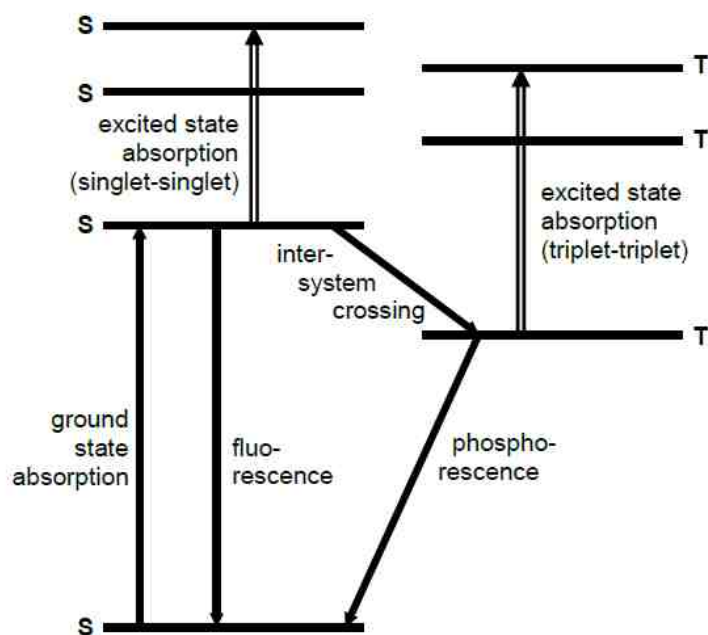 S
T
S
excited state
absorption
(singlet-singlet)
T
excited state
absorption
(triplet-triplet)
S
inter-
system
crossing
T
ground
state
absorption
fluo-
rescence
phospho-
rescence
S